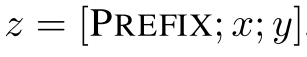 z = [PREFIX; x; y]